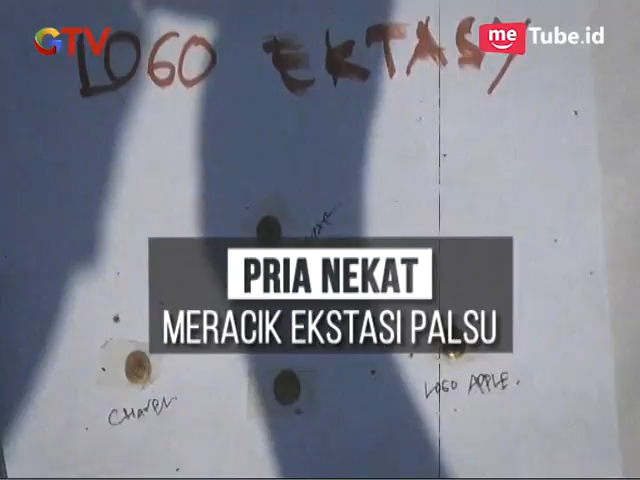 GTV
me Tube.id
LOGO EKTASY
PRIA NEKAT
MERACIK EKSTASI PALSU
CHANEL
LOGO APPLE.